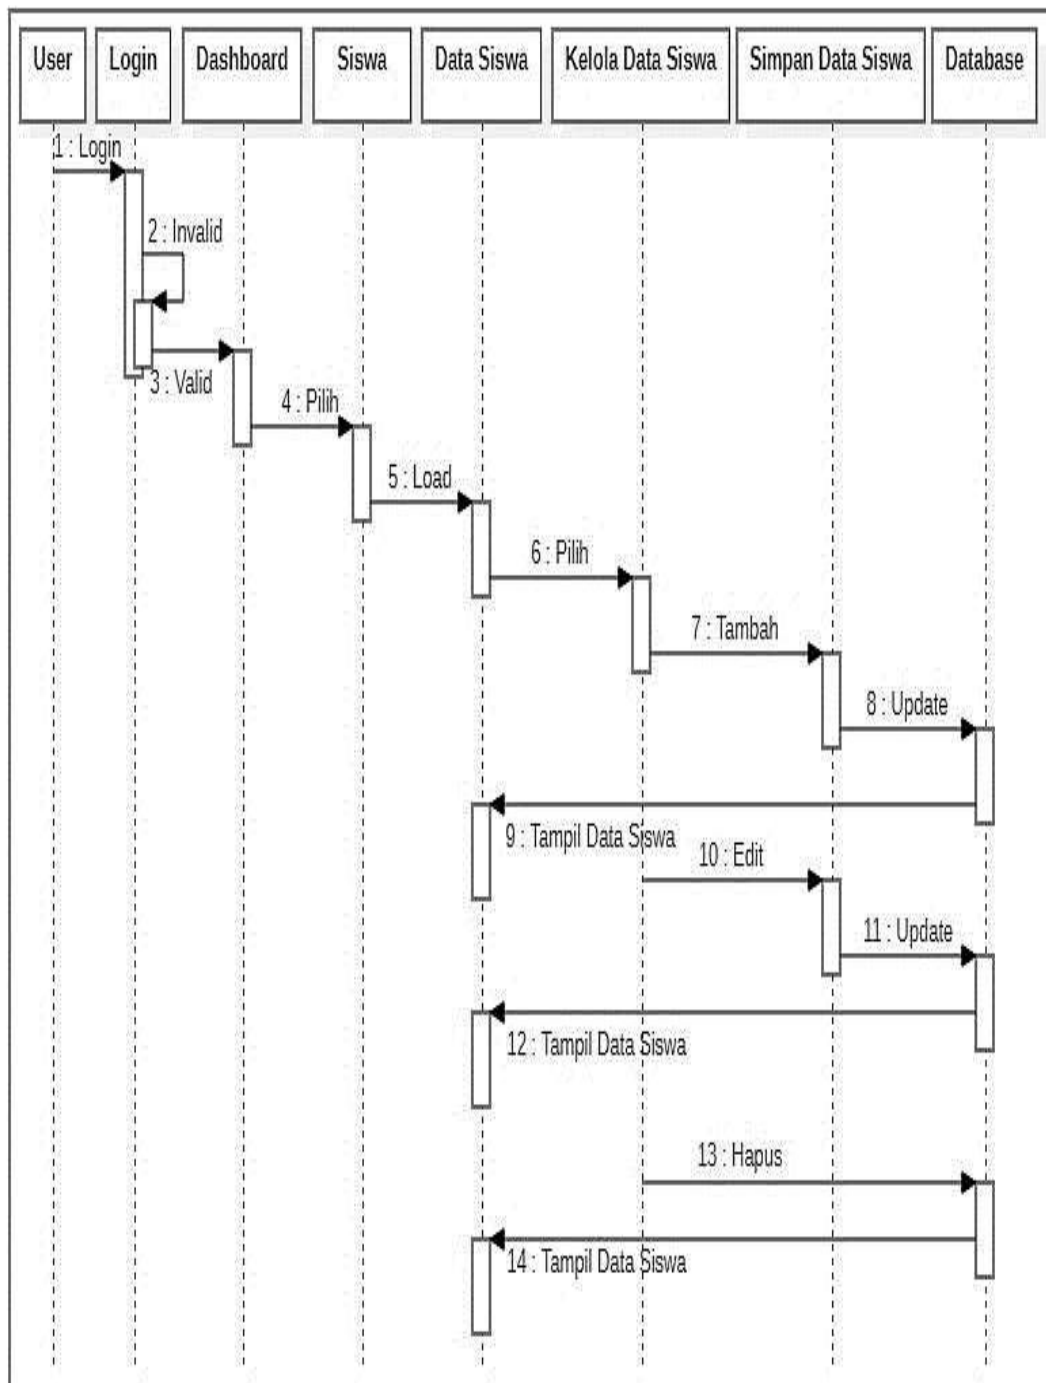 User
Login
Dashboard
Siswa
Data Siswa
Kelola Data Siswa
Simpan Data Siswa
Database
1 : Login
2 : Invalid
3 : Valid
4 : Pilih
5 : Load
6 : Pilih
7 : Tambah
8 : Update
9 : Tampil Data Siswa
10 : Edit
11 : Update
12 : Tampil Data Siswa
13 : Hapus
14 : Tampil Data Siswa